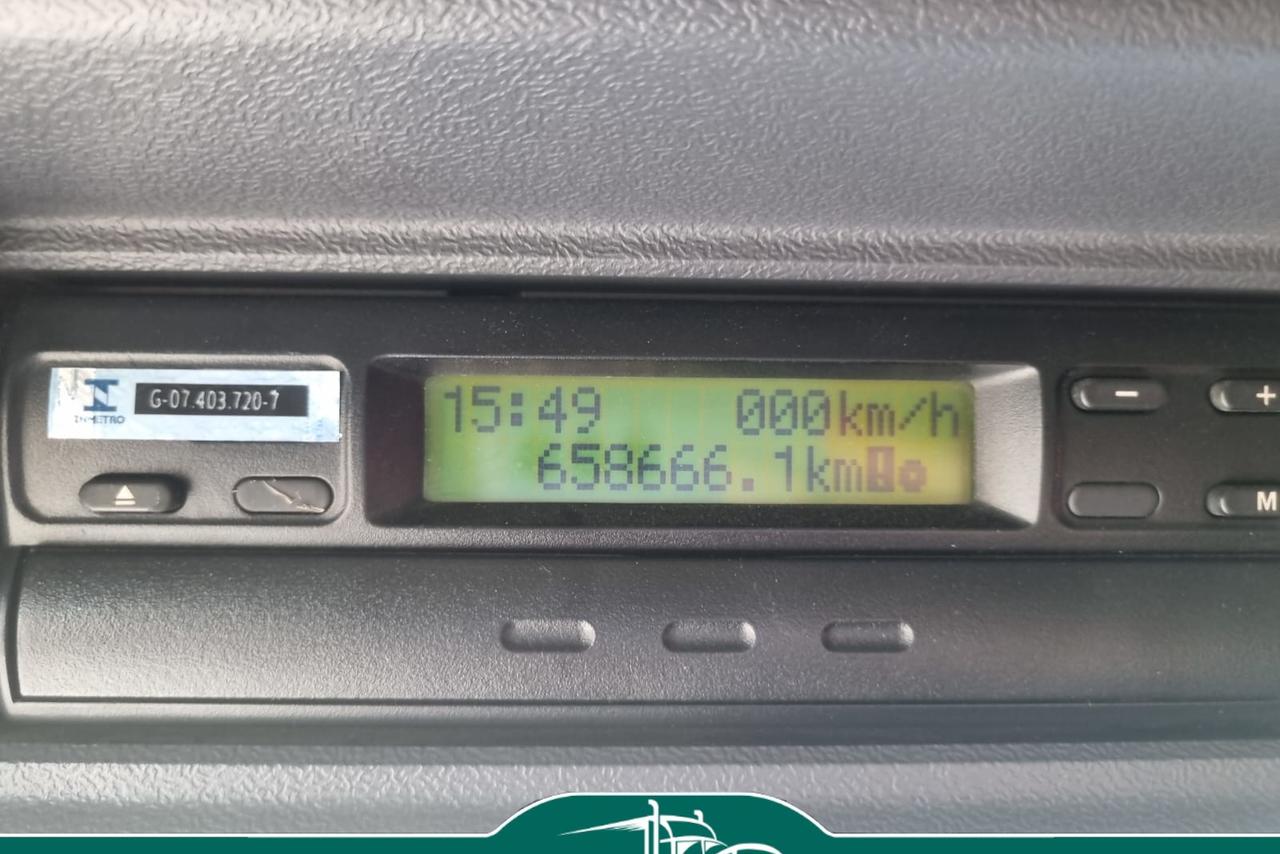 INMETRO
G-07.403.720-7
15:49 000km/h
658666.1km
-
+
M